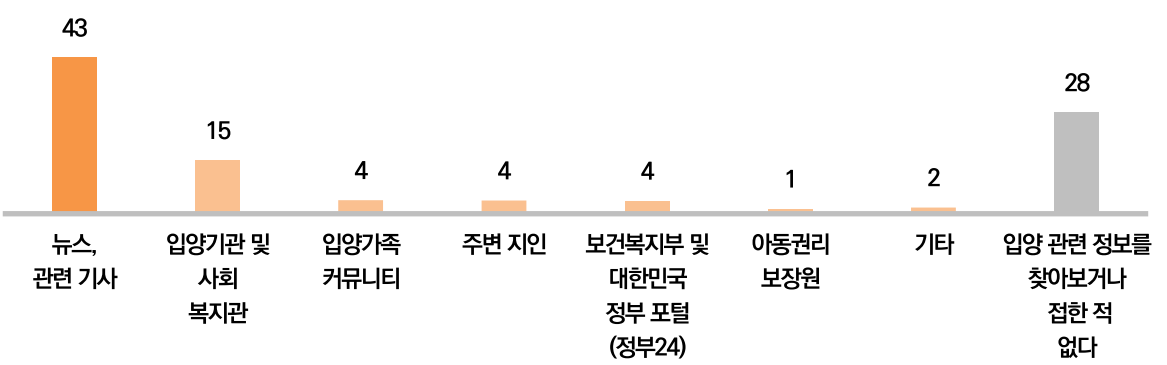 43
15
4
4
4
1
2
28
뉴스,
관련 기사
입양기관 및
사회
복지관
입양가족
커뮤니티
주변 지인
보건복지부 및
대한민국
정부 포털
(정부24)
아동권리
보장원
기타
입양 관련 정보를
찾아보거나
접한 적
없다